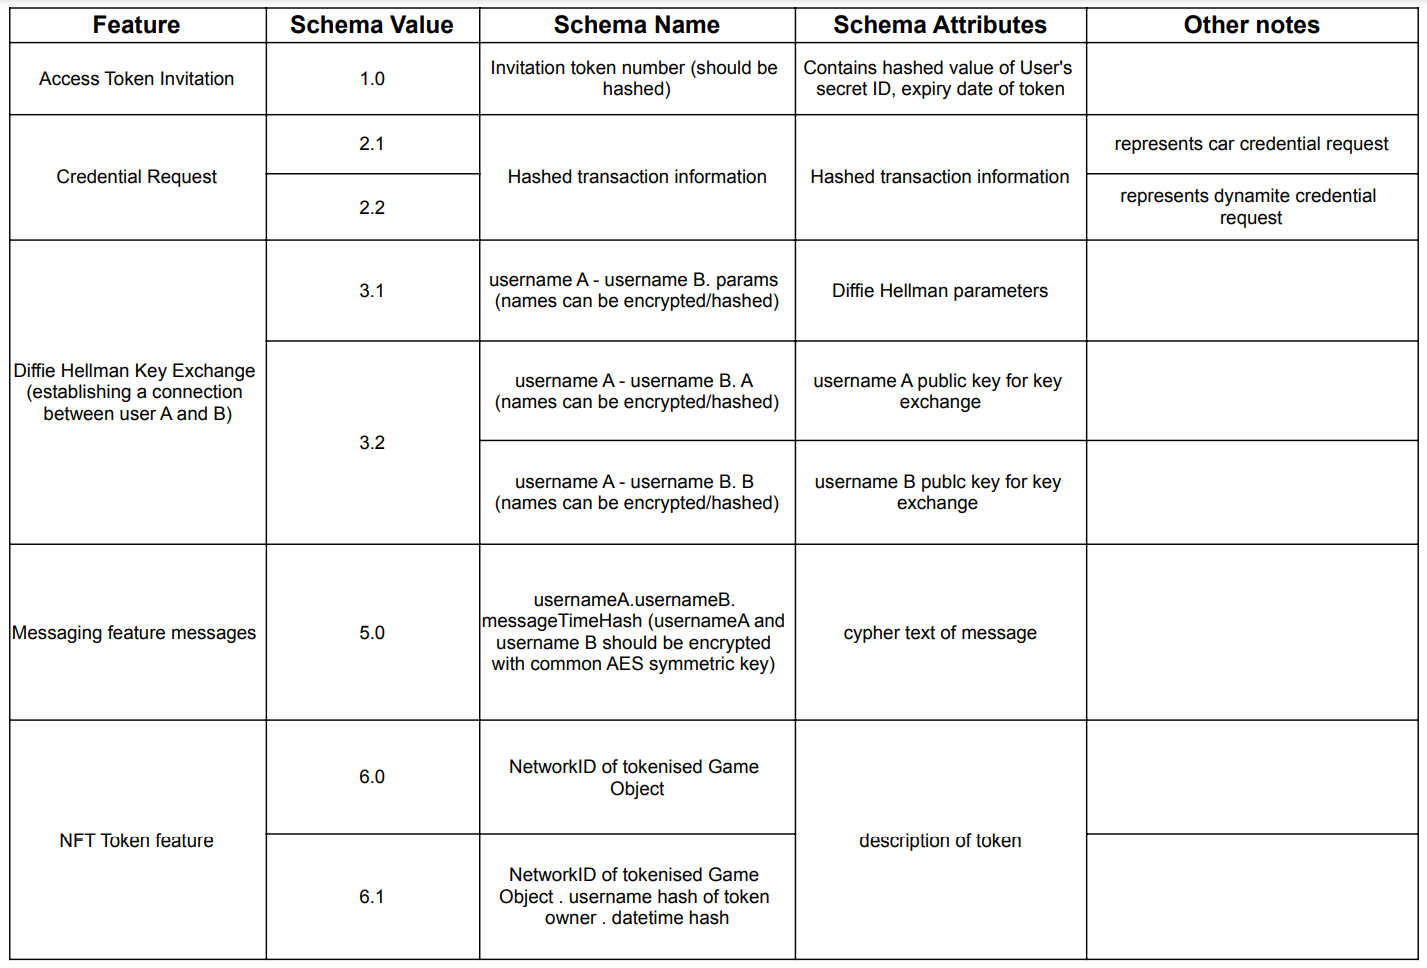 Feature
Schema Value
Schema Name
Schema Attributes
Other notes
Access Token Invitation
1.0
Invitation token number (should be
hashed)
Contains hashed value of User's
secret ID, expiry date of token
Credential Request
2.1
Hashed transaction information
Hashed transaction information
represents car credential request
2.2
represents dynamite credential
request
Diffie Hellman Key Exchange
(establishing a connection
between user A and B)
3.1
username A - username B. params
(names can be encrypted/hashed)
Diffie Hellman parameters
3.2
username A - username B. A
(names can be encrypted/hashed)
username A public key for key
exchange
username A - username B. B
(names can be encrypted/hashed)
username B publc key for key
exchange
Messaging feature messages
5.0
usernameA.usernameB.
messageTimeHash (usernameA and
username B should be encrypted
with common AES symmetric key)
cypher text of message
NFT Token feature
6.0
NetworkID of tokenised Game
Object
description of token
6.1
NetworkID of tokenised Game
Object . username hash of token
owner . datetime hash